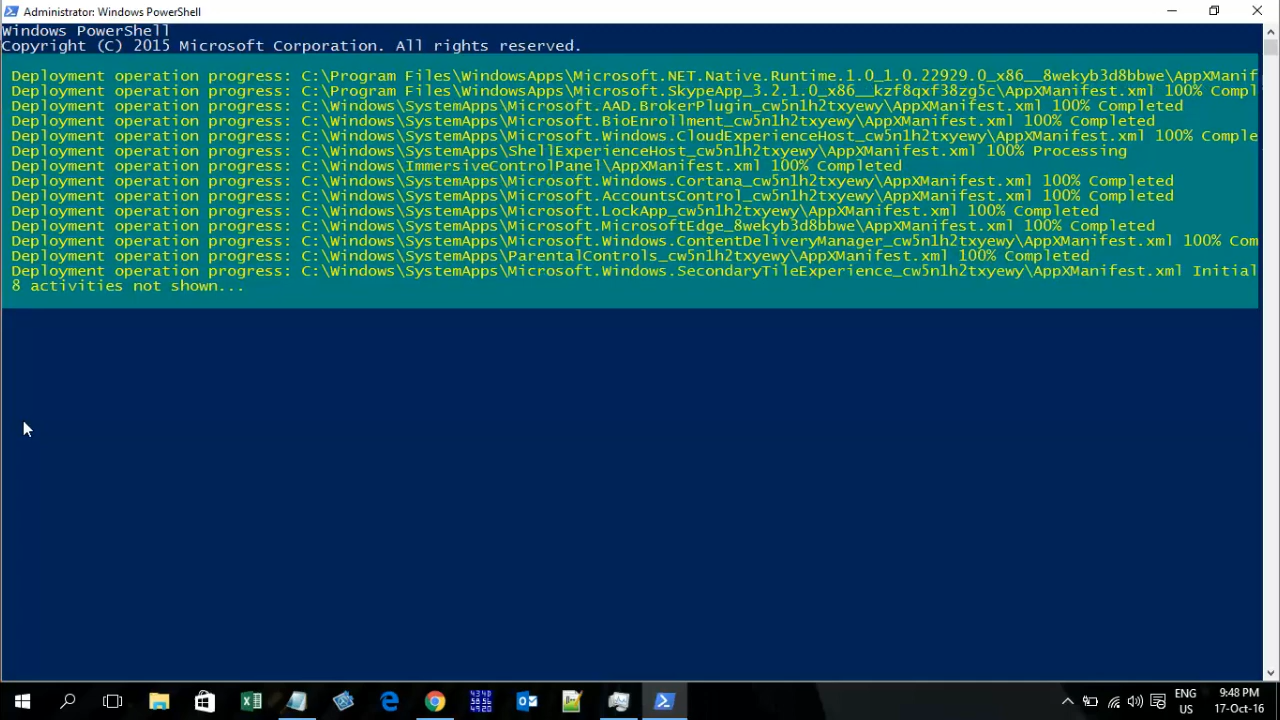 Administrator: Windows PowerShell
Windows PowerShell
Copyright (C) 2015 Microsoft Corporation. All rights reserved.
Deployment operation progress: C:\Program Files\WindowsApps\Microsoft.NET.Native.Runtime.1.0_1.0.22929.0_x86__8wekyb3d8bbwe\AppXManif
Deployment operation progress: C:\Program Files\WindowsApps\Microsoft.SkypeApp_3.2.1.0_x86__kzf8qxf38zg5c\AppXManifest.xml 100% Compl
Deployment operation progress: C:\Windows\SystemApps\Microsoft.AAD.BrokerPlugin_cw5n1h2txyewy\AppXManifest.xml 100% Completed
Deployment operation progress: C:\Windows\SystemApps\Microsoft.BioEnrollment_cw5n1h2txyewy\AppXManifest.xml 100% Completed
Deployment operation progress: C:\Windows\SystemApps\Microsoft.Windows.CloudExperienceHost_cw5n1h2txyewy\AppXManifest.xml 100% Comple
Deployment operation progress: C:\Windows\SystemApps\ShellExperienceHost_cw5n1h2txyewy\AppXManifest.xml 100% Processing
Deployment operation progress: C:\Windows\ImmersiveControlPanel\AppXManifest.xml 100% Completed
Deployment operation progress: C:\Windows\SystemApps\Microsoft.Windows.Cortana_cw5n1h2txyewy\AppXManifest.xml 100% Completed
Deployment operation progress: C:\Windows\SystemApps\Microsoft.AccountsControl_cw5n1h2txyewy\AppXManifest.xml 100% Completed
Deployment operation progress: C:\Windows\SystemApps\Microsoft.LockApp_cw5n1h2txyewy\AppXManifest.xml 100% Completed
Deployment operation progress: C:\Windows\SystemApps\Microsoft.MicrosoftEdge_8wekyb3d8bbwe\AppXManifest.xml 100% Completed
Deployment operation progress: C:\Windows\SystemApps\Microsoft.Windows.ContentDeliveryManager_cw5n1h2txyewy\AppXManifest.xml 100% Com
Deployment operation progress: C:\Windows\SystemApps\ParentalControls_cw5n1h2txyewy\AppXManifest.xml 100% Completed
Deployment operation progress: C:\Windows\SystemApps\Microsoft.Windows.SecondaryTileExperience_cw5n1h2txyewy\AppXManifest.xml Initial
8 activities not shown...
ENG
US
9:48 PM
17-Oct-16